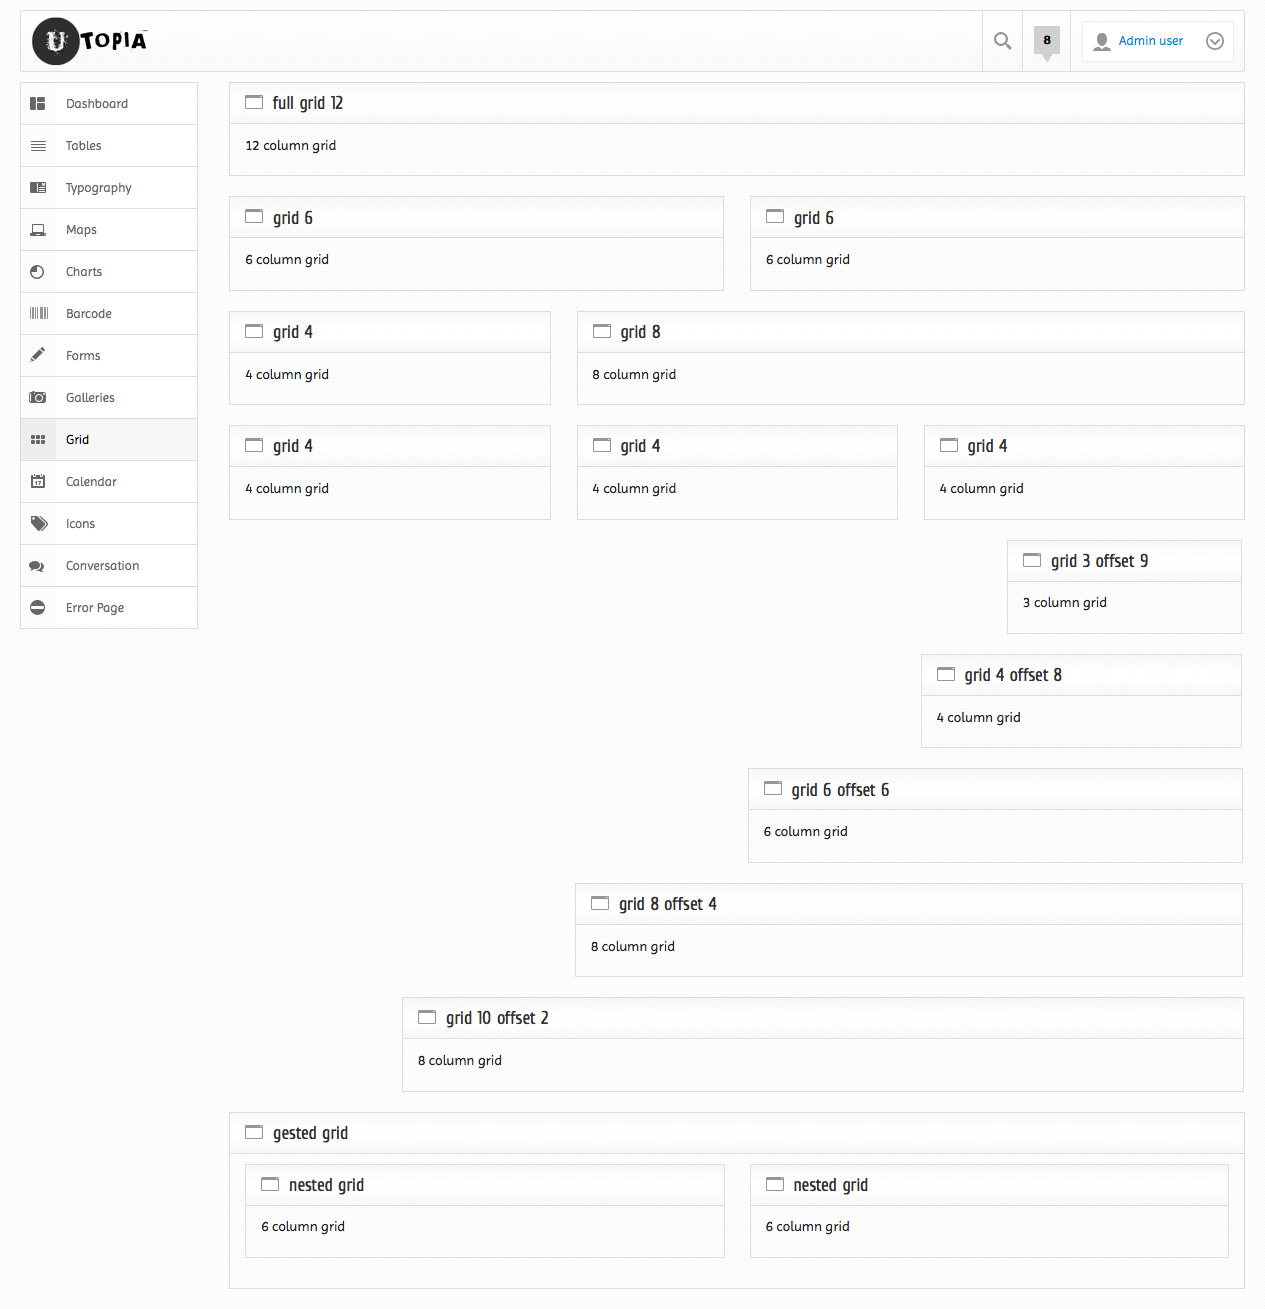 UTOPIA
8
Admin user
Dashboard
Tables
Typography
Maps
Charts
Barcode
Forms
Galleries
Grid
17
Calendar
Icons
Conversation
Error Page
full grid 12
12 column grid
grid 6
6 column grid
grid 6
6 column grid
grid 4
4 column grid
grid 8
8 column grid
grid 4
4 column grid
grid 4
4 column grid
grid 4
4 column grid
grid 3 offset 9
3 column grid
grid 4 offset 8
4 column grid
grid 6 offset 6
6 column grid
grid 8 offset 4
8 column grid
grid 10 offset 2
8 column grid
gested grid
nested grid
6 column grid
nested grid
6 column grid